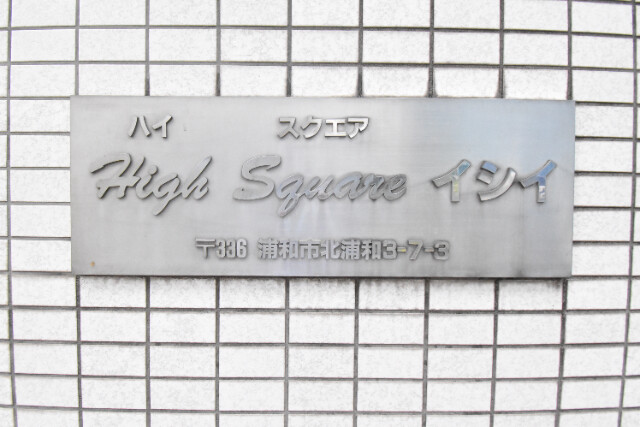 ハイ スクエア
High Square イシイ
〒336 浦和市北浦和3-7-3